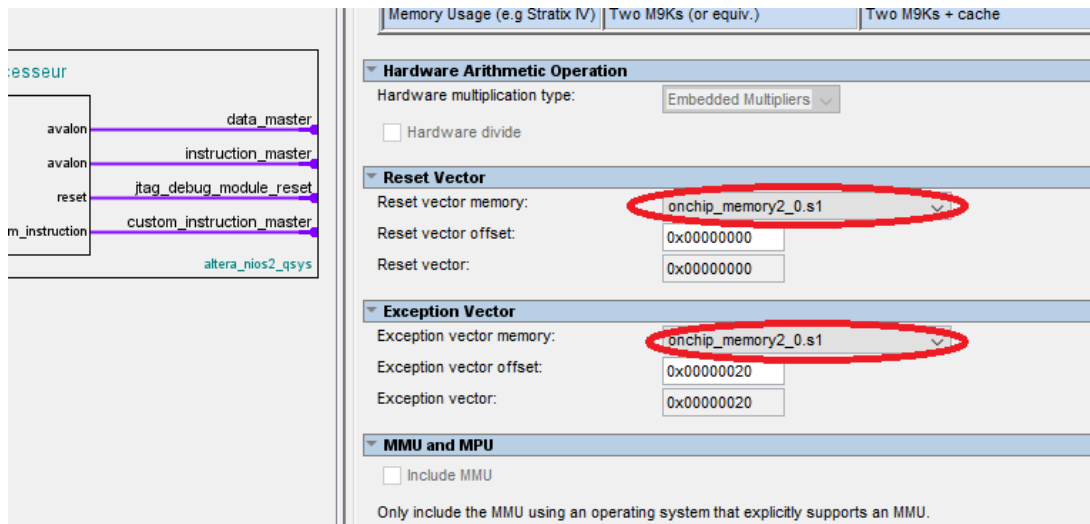 Memory Usage (e.g Stratix IV) Two M9Ks (or equiv.) Two M9Ks + cache
esseur
avalon data_master
avalon instruction_master
reset jtag_debug_module_reset
m_instruction custom_instruction_master
altera_nios2_qsys
Hardware Arithmetic Operation
Hardware multiplication type: Embedded Multipliers
Hardware divide
Reset Vector
Reset vector memory: onchip_memory2_0.s1
Reset vector offset: 0x00000000
Reset vector: 0x00000000
Exception Vector
Exception vector memory: onchip_memory2_0.s1
Exception vector offset: 0x00000020
Exception vector: 0x00000020
MMU and MPU
Include MMU
Only include the MMU using an operating system that explicitly supports an MMU.